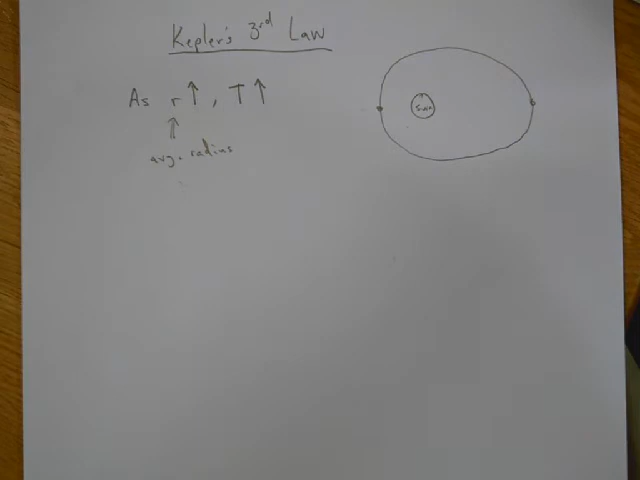 Kepler's 3rd Law
As r↑, T↑
avg. radius
Sun